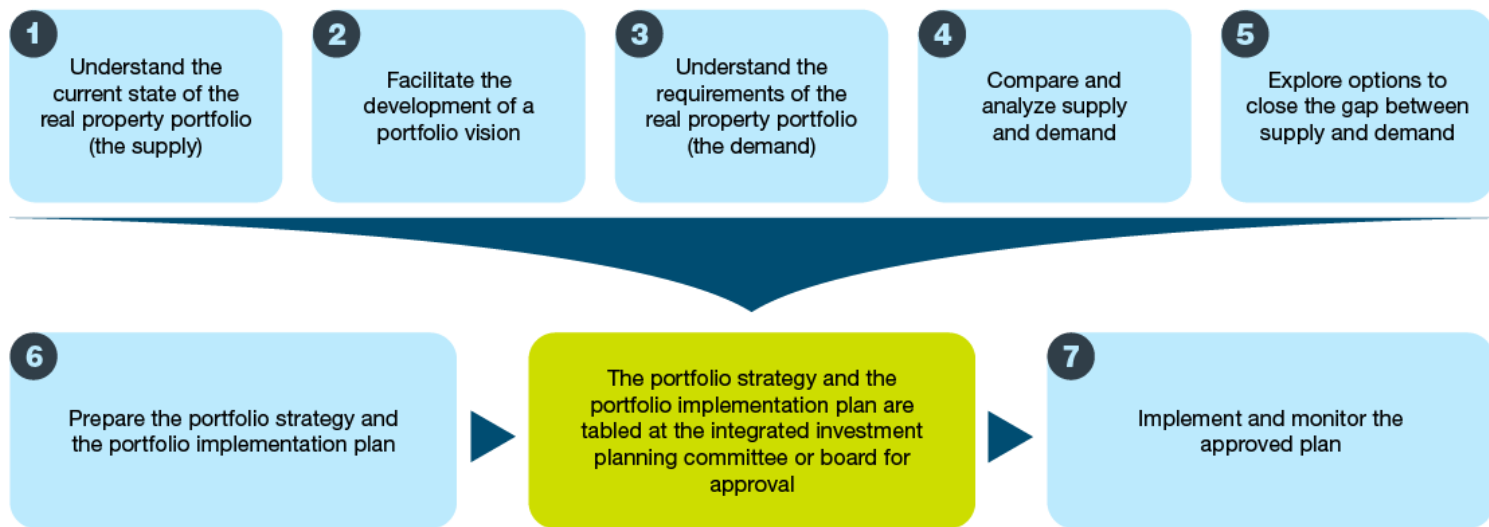 1
Understand the
current state of the
real property portfolio
(the supply)
2
Facilitate the
development of a
portfolio vision
3
Understand the
requirements of the
real property portfolio
(the demand)
4
Compare and
analyze supply
and demand
5
Explore options to
close the gap between
supply and demand
6
Prepare the portfolio strategy and
the portfolio implementation plan
The portfolio strategy and the
portfolio implementation plan are
tabled at the integrated investment
planning committee or board for
approval
7
Implement and monitor the
approved plan